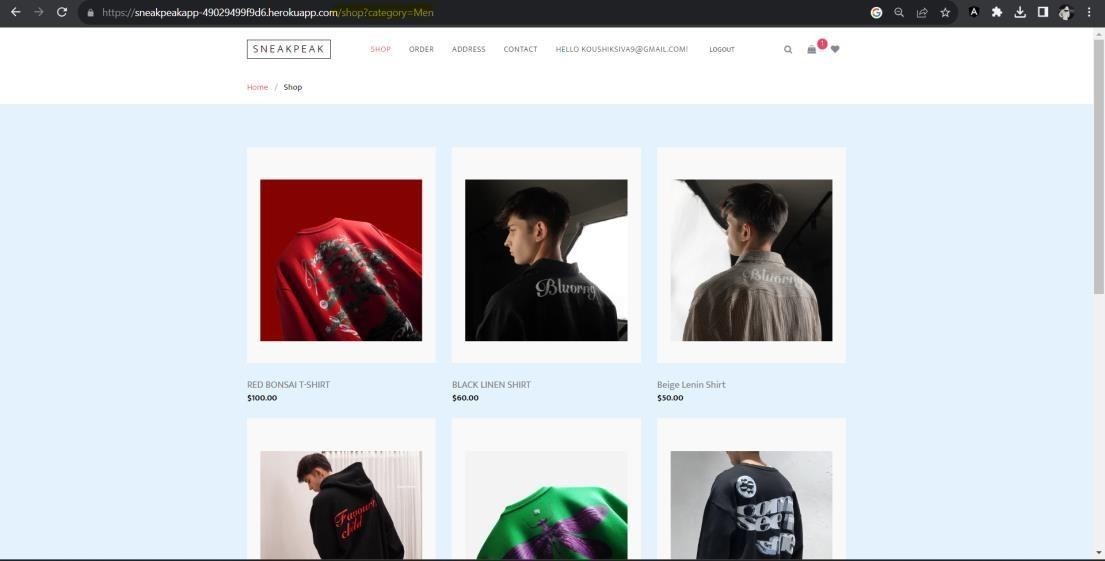 https://sneakpeakapp-49029499f9d6.herokuapp.com/shop?category=Men
SNEAKPEAK
SHOP ORDER ADDRESS CONTACT HELLO KOUSHIKSIVA9@GMAIL.COM! LOGOUT 1
Home / Shop
Bluorng
Bluorng
RED BONSAI T-SHIRT
$100.00
BLACK LINEN SHIRT
$60.00
Beige Lenin Shirt
$50.00
Favourite
child